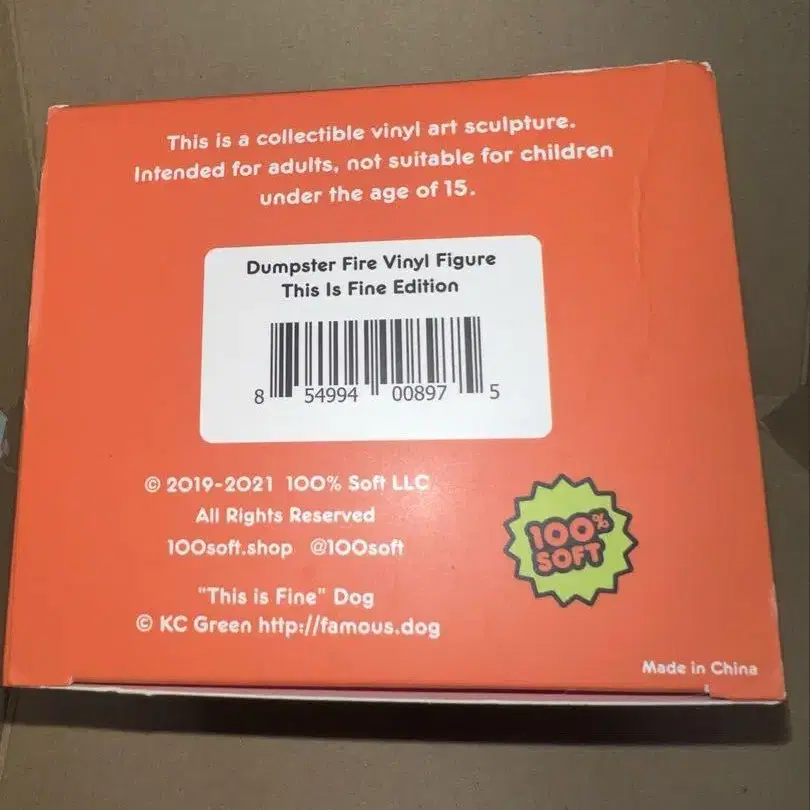 This is a collectible vinyl art sculpture.
Intended for adults, not suitable for children
under the age of 15.
Dumpster Fire Vinyl Figure
This Is Fine Edition
8 54994 00897 5
© 2019-2021 100% Soft LLC
All Rights Reserved
100soft.shop @100soft
"This is Fine" Dog
© KC Green http://famous.dog
100%
SOFT
Made in China